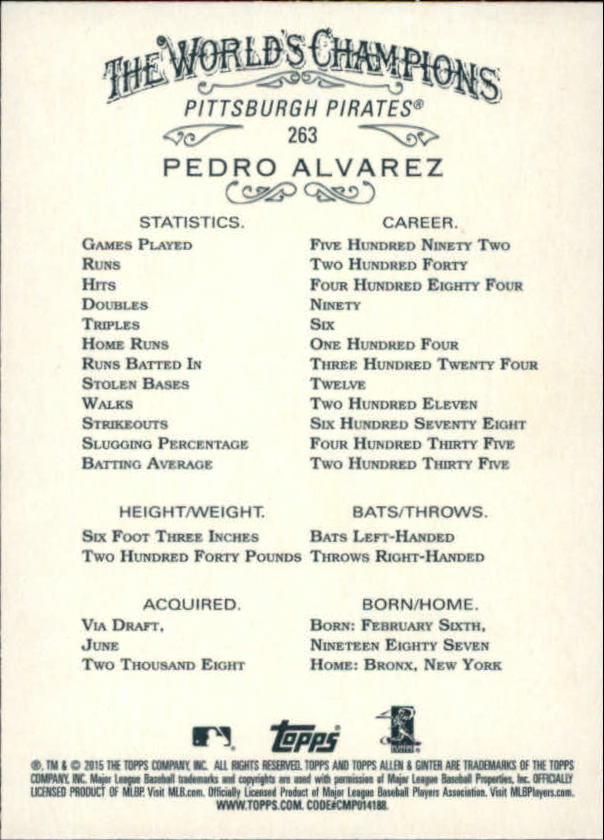 THE WORLD'S CHAMPIONS
PITTSBURGH PIRATES®
263
PEDRO ALVAREZ
STATISTICS. CAREER.
GAMES PLAYED FIVE HUNDRED NINETY TWO
RUNS TWO HUNDRED FORTY
HITS FOUR HUNDRED EIGHTY FOUR
DOUBLES NINETY
TRIPLES SIX
HOME RUNS ONE HUNDRED FOUR
RUNS BATTED IN THREE HUNDRED TWENTY FOUR
STOLEN BASES TWELVE
WALKS TWO HUNDRED ELEVEN
STRIKEOUTS SIX HUNDRED SEVENTY EIGHT
SLUGGING PERCENTAGE FOUR HUNDRED THIRTY FIVE
BATTING AVERAGE TWO HUNDRED THIRTY FIVE
HEIGHT/WEIGHT. BATS/THROWS.
SIX FOOT THREE INCHES BATS LEFT-HANDED
TWO HUNDRED FORTY POUNDS THROWS RIGHT-HANDED
ACQUIRED. BORN/HOME.
VIA DRAFT, BORN: FEBRUARY SIXTH,
JUNE NINETEEN EIGHTY SEVEN
TWO THOUSAND EIGHT HOME: BRONX, NEW YORK
Topps
®, TM & © 2015 THE TOPPS COMPANY, INC. ALL RIGHTS RESERVED. TOPPS AND TOPPS ALLEN & GINTER ARE TRADEMARKS OF THE TOPPS
COMPANY, INC. Major League Baseball trademarks and copyrights are used with permission of Major League Baseball Properties, Inc. OFFICIALLY
LICENSED PRODUCT OF MLBP. Visit MLB.com. Officially Licensed Product of Major League Baseball Players Association. Visit MLBPlayers.com.
WWW.TOPPS.COM. CODE#CMP014188.